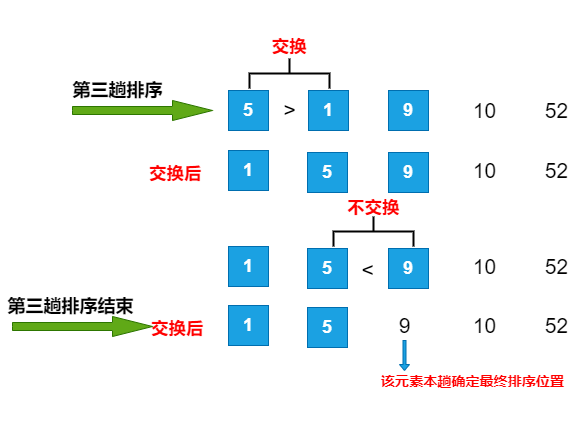 交换
第三趟排序
5 > 1 9 10 52
交换后 1 5 9 10 52
不交换
1 5 < 9 10 52
第三趟排序结束
交换后 1 5 9 10 52
该元素本趟确定最终排序位置